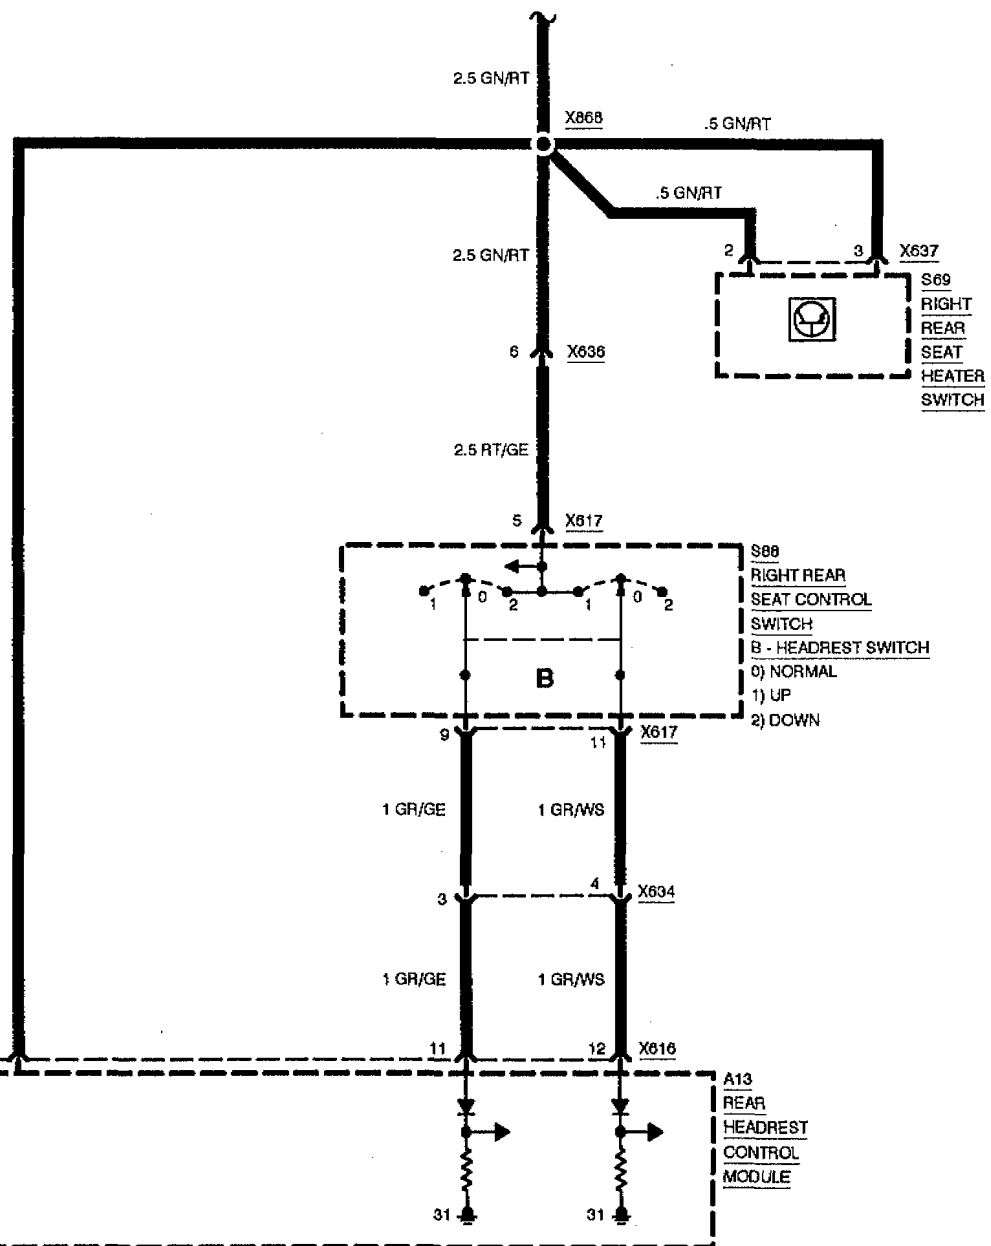 2.5 GN/RT
X868
.5 GN/RT
.5 GN/RT
2.5 GN/RT
2
3
X637
S69
RIGHT
REAR
SEAT
HEATER
SWITCH
6
X636
2.5 RT/GE
5
X617
S88
RIGHT REAR
SEAT CONTROL
SWITCH
B - HEADREST SWITCH
0) NORMAL
1) UP
2) DOWN
1
0
2
1
0
2
B
9
11
X617
1 GR/GE
1 GR/WS
3
4
X634
1 GR/GE
1 GR/WS
11
12
X616
A13
REAR
HEADREST
CONTROL
MODULE
31
31